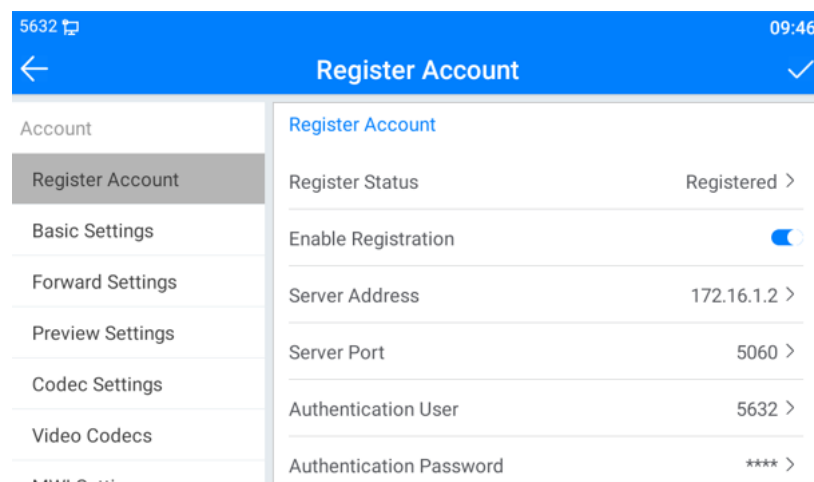 5632 09:46
Register Account
Account
Register Account
Basic Settings
Forward Settings
Preview Settings
Codec Settings
Video Codecs
Register Account
Register Status Registered >
Enable Registration
Server Address 172.16.1.2 >
Server Port 5060 >
Authentication User 5632 >
Authentication Password **** >